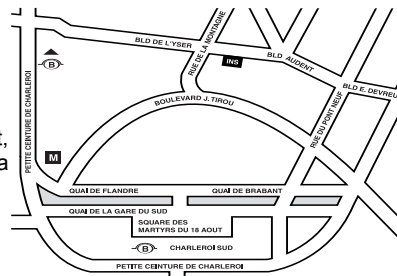 BLD DE L'YSER
RUE DE LA MONTAGNE
INS
BLD AUDENT
BLD E. DEVREU
B
PETITE CEINTURE DE CHARLEROI
BOULEVARD J. TIROU
RUE DU PONT NEUF
t,
a
M
QUAI DE FLANDRE
QUAI DE BRABANT
QUAI DE LA GARE DU SUD
SQUARE DES
MARTYRS DU 18 AOUT
B CHARLEROI SUD
PETITE CEINTURE DE CHARLEROI